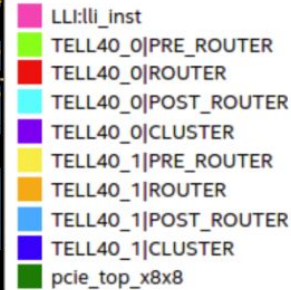 LLI:lli_inst
TELL40_0|PRE_ROUTER
TELL40_0|ROUTER
TELL40_0|POST_ROUTER
TELL40_0|CLUSTER
TELL40_1|PRE_ROUTER
TELL40_1|ROUTER
TELL40_1|POST_ROUTER
TELL40_1|CLUSTER
pcie_top_x8x8